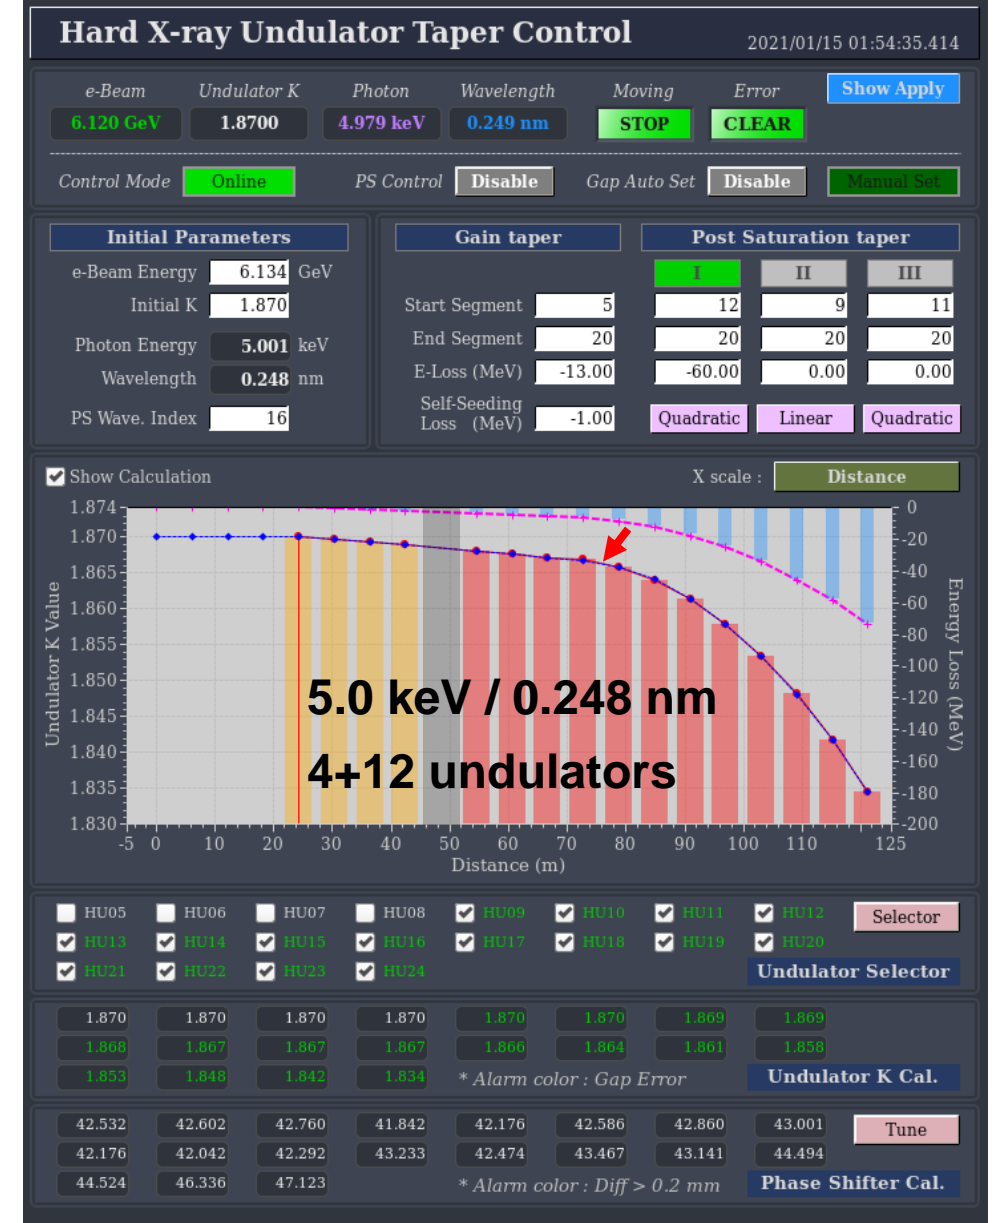 Hard X-ray Undulator Taper Control 2021/01/15 01:54:35.414
e-Beam Undulator K Photon Wavelength Moving Error Show Apply
6.120 GeV 1.8700 4.979 keV 0.249 nm STOP CLEAR
Control Mode Online PS Control Disable Gap Auto Set Disable Manual Set
Initial Parameters Gain taper Post Saturation taper
e-Beam Energy 6.134 GeV I II III
Initial K 1.870 Start Segment 5 12 9 11
Photon Energy 5.001 keV End Segment 20 20 20 20
Wavelength 0.248 nm E-Loss (MeV) -13.00 -60.00 0.00 0.00
PS Wave. Index 16 Self-Seeding Loss (MeV) -1.00 Quadratic Linear Quadratic
Show Calculation X scale : Distance
1.874 0
1.870 -20
1.865 -40
1.860 -60
1.855 -80
1.850 -100
1.845 -120
1.840 -140
1.835 -160
1.830 -180
-200
Undulator K Value
Energy Loss (MeV)
5.0 keV / 0.248 nm
4+12 undulators
-5 0 10 20 30 40 50 60 70 80 90 100 110 125
Distance (m)
HU05 HU06 HU07 HU08 HU09 HU10 HU11 HU12 Selector
HU13 HU14 HU15 HU16 HU17 HU18 HU19 HU20
HU21 HU22 HU23 HU24 Undulator Selector
1.870 1.870 1.870 1.870 1.870 1.870 1.869 1.869
1.868 1.867 1.867 1.867 1.866 1.864 1.861 1.858
1.853 1.848 1.842 1.834 * Alarm color : Gap Error Undulator K Cal.
42.532 42.602 42.760 41.842 42.176 42.586 42.860 43.001 Tune
42.176 42.042 42.292 43.233 42.474 43.467 43.141 44.494
44.524 46.336 47.123 * Alarm color : Diff > 0.2 mm Phase Shifter Cal.